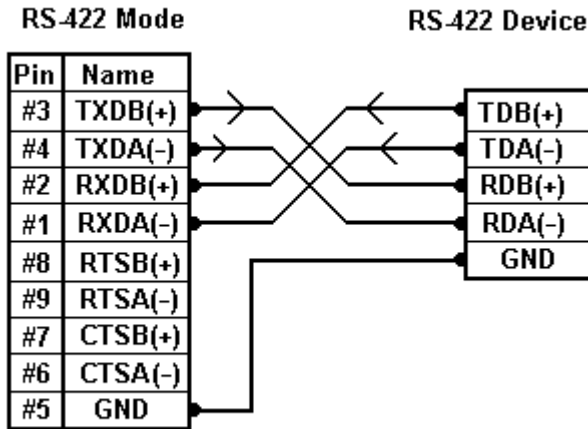 RS-422 Mode
RS-422 Device
Pin Name
#3 TXDB(+)
#4 TXDA(-)
#2 RXDB(+)
#1 RXDA(-)
#8 RTSB(+)
#9 RTSA(-)
#7 CTSB(+)
#6 CTSA(-)
#5 GND
TDB(+)
TDA(-)
RDB(+)
RDA(-)
GND